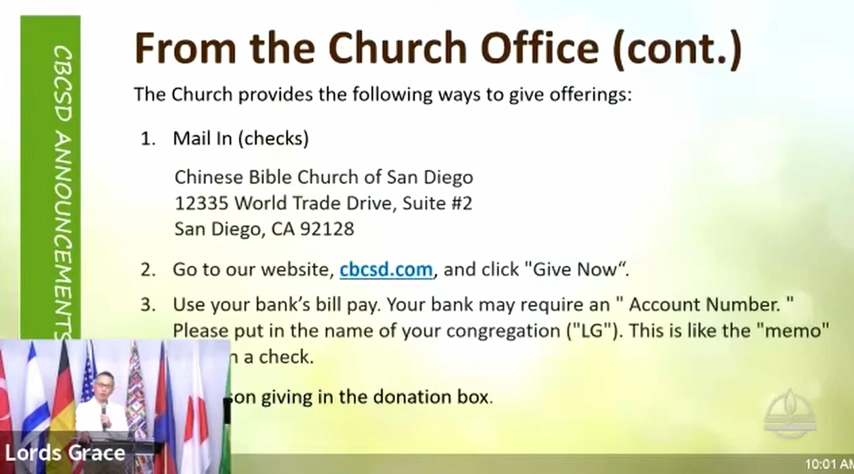 CBCSD ANNOUNCEMENTS
From the Church Office (cont.)
The Church provides the following ways to give offerings:
1. Mail In (checks)
Chinese Bible Church of San Diego
12335 World Trade Drive, Suite #2
San Diego, CA 92128
2. Go to our website, cbcsd.com, and click "Give Now“.
3. Use your bank’s bill pay. Your bank may require an " Account Number. "
Please put in the name of your congregation ("LG"). This is like the "memo"
a check.
giving in the donation box.
Lords Grace
10:01 AM